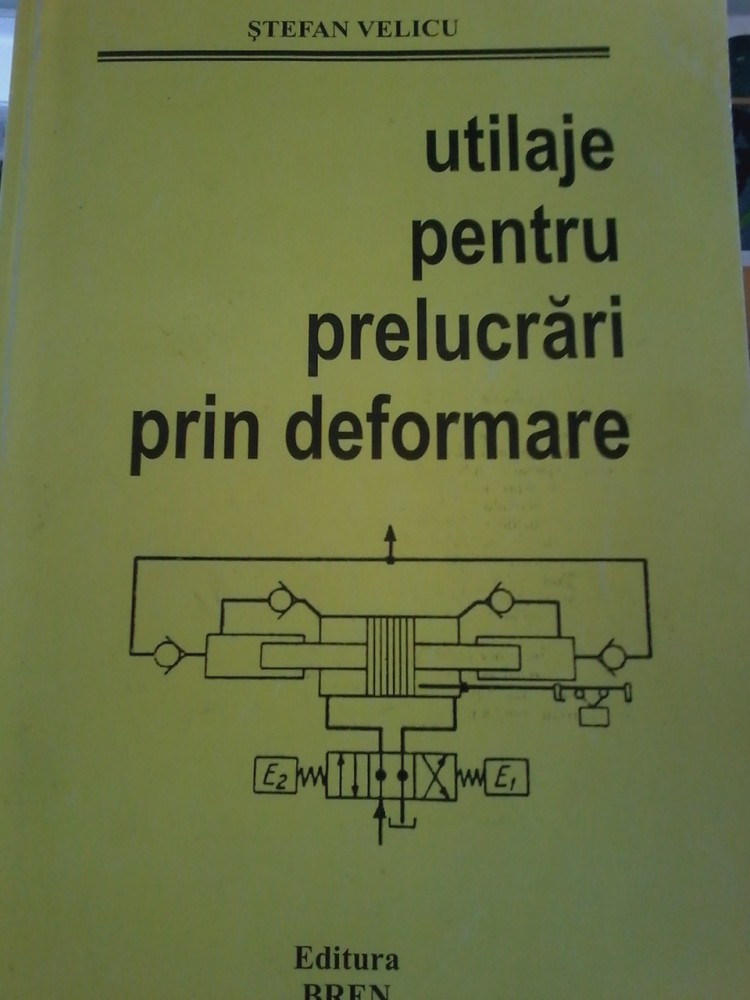 ŞTEFAN VELICU
utilaje
pentru
prelucrări
prin deformare
E2
E1
Editura
BREN